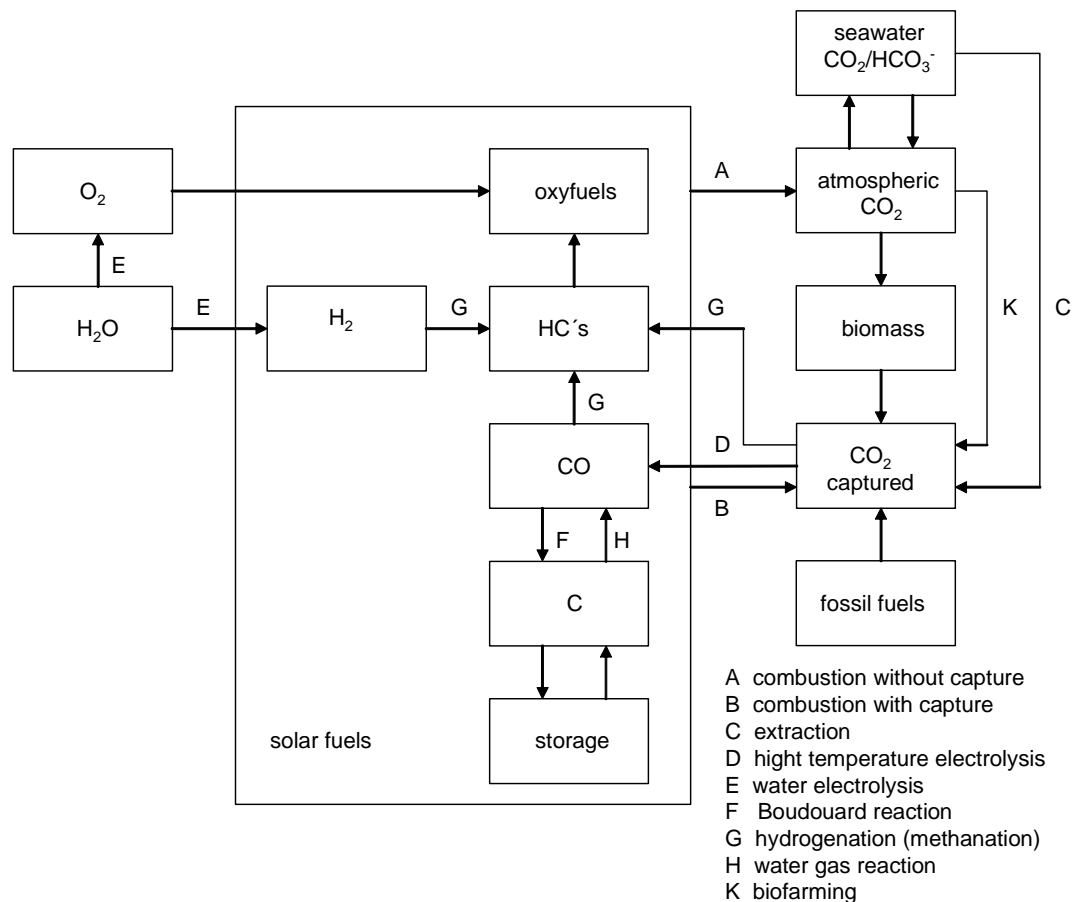 seawater
CO₂/HCO₃⁻
O₂
oxyfuels
A
atmospheric
CO₂
E
H₂O
E
H₂
G
HC´s
G
biomass
K
C
G
CO
D
CO₂
captured
B
F
H
C
fossil fuels
solar fuels
storage
A combustion without capture
B combustion with capture
C extraction
D hight temperature electrolysis
E water electrolysis
F Boudouard reaction
G hydrogenation (methanation)
H water gas reaction
K biofarming